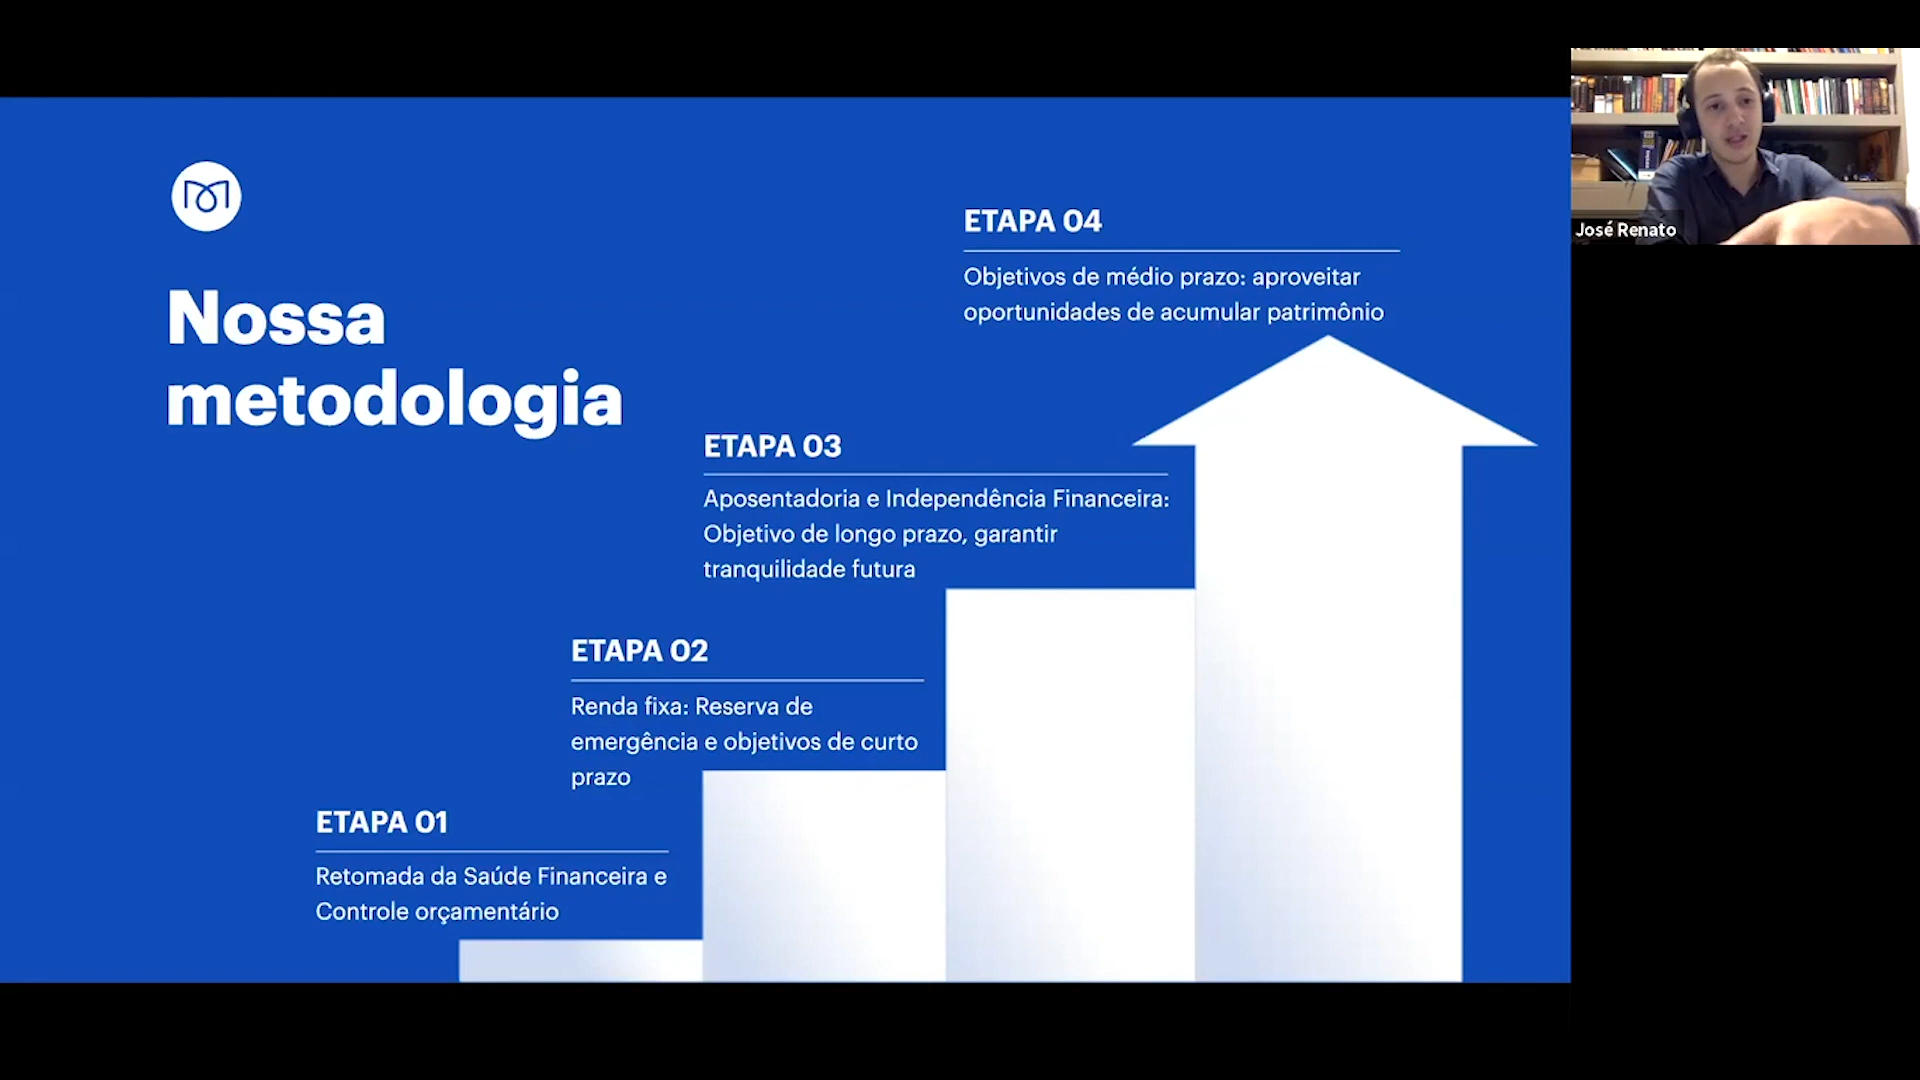 Nossa
metodologia
ETAPA 04
Objetivos de médio prazo: aproveitar
oportunidades de acumular patrimônio
ETAPA 03
Aposentadoria e Independência Financeira:
Objetivo de longo prazo, garantir
tranquilidade futura
ETAPA 02
Renda fixa: Reserva de
emergência e objetivos de curto
prazo
ETAPA 01
Retomada da Saúde Financeira e
Controle orçamentário
José Renato